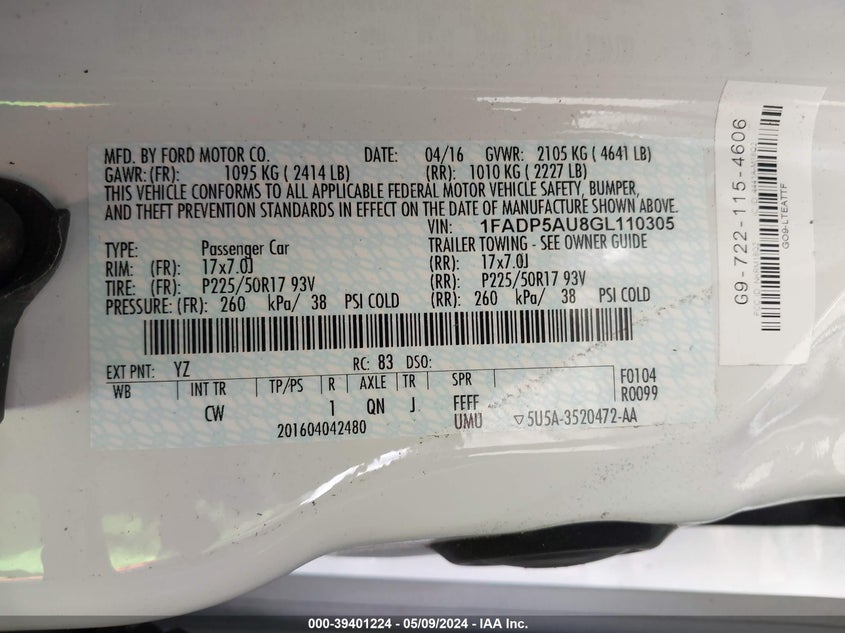 MFD. BY FORD MOTOR CO. DATE: 04/16 GVWR: 2105 KG ( 4641 LB)
GAWR: (FR): 1095 KG ( 2414 LB) (RR): 1010 KG ( 2227 LB)
THIS VEHICLE CONFORMS TO ALL APPLICABLE FEDERAL MOTOR VEHICLE SAFETY, BUMPER,
AND THEFT PREVENTION STANDARDS IN EFFECT ON THE DATE OF MANUFACTURE SHOWN ABOVE.
VIN: 1FADP5AU8GL110305
TYPE: Passenger Car TRAILER TOWING - SEE OWNER GUIDE
RIM: (FR): 17x7.0J (RR): 17x7.0J
TIRE: (FR): P225/50R17 93V (RR): P225/50R17 93V
PRESSURE: (FR): 260 kPa/ 38 PSI COLD (RR): 260 kPa/ 38 PSI COLD
EXT PNT: YZ RC: 83 DSO:
WB INT TR TP/PS R AXLE TR SPR F0104
CW 1 QN J FEFF R0099
201604042480 UMU ▽5U5A-3520472-AA
G9-722-115-4606
GO9-LTEATTF
000-39401224 - 05/09/2024 - IAA Inc.